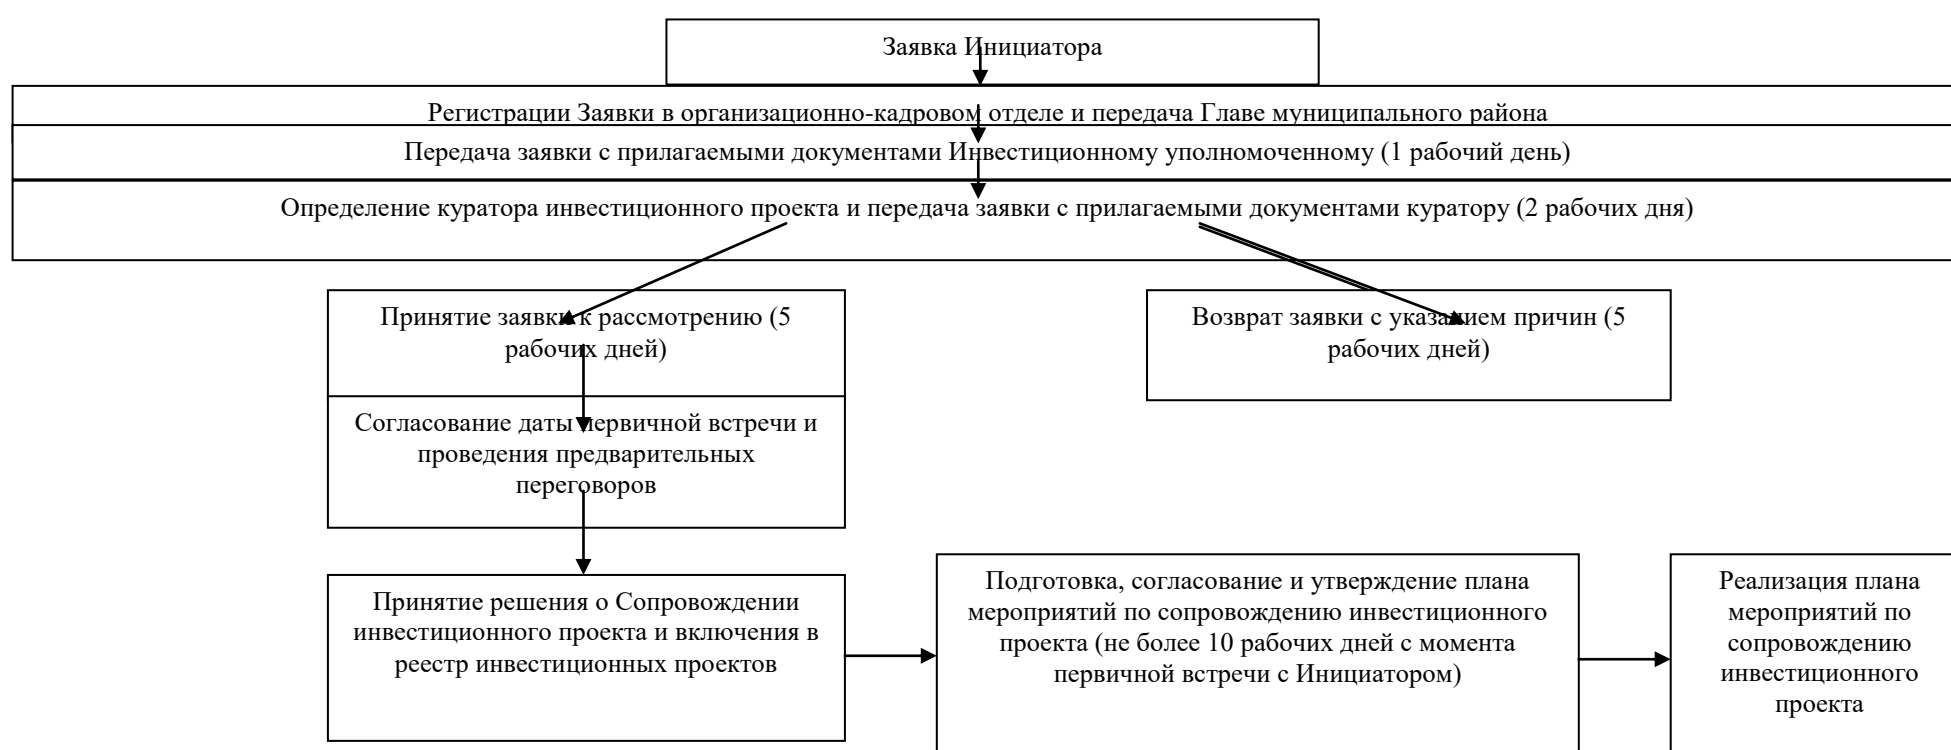 Заявка Инициатора
Регистрации Заявки в организационно-кадровом отделе и передача Главе муниципального района
Передача заявки с прилагаемыми документами Инвестиционному уполномоченному (1 рабочий день)
Определение куратора инвестиционного проекта и передача заявки с прилагаемыми документами куратору (2 рабочих дня)
Принятие заявки к рассмотрению (5
рабочих дней)
Возврат заявки с указанием причин (5
рабочих дней)
Согласование даты первичной встречи и
проведения предварительных
переговоров
Принятие решения о Сопровождении
инвестиционного проекта и включения в
реестр инвестиционных проектов
Подготовка, согласование и утверждение плана
мероприятий по сопровождению инвестиционного
проекта (не более 10 рабочих дней с момента
первичной встречи с Инициатором)
Реализация плана
мероприятий по
сопровождению
инвестиционного
проекта